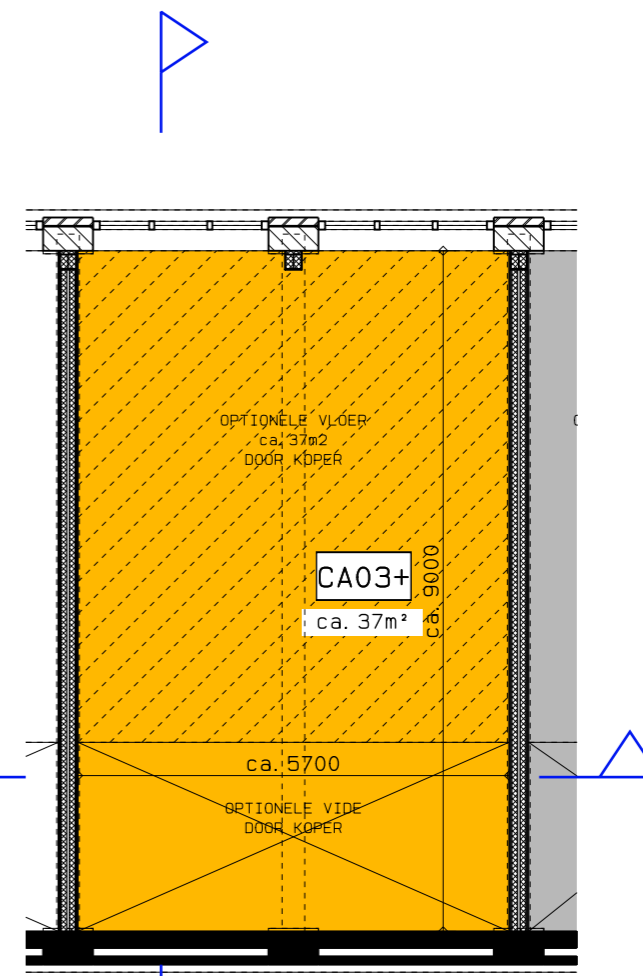 OPTIONELE VLOER
ca. 37m2
DOOR KOPER
CA03+
ca. 37m²
ca. 9000
ca. 5700
OPTIONELE VIDE
DOOR KOPER